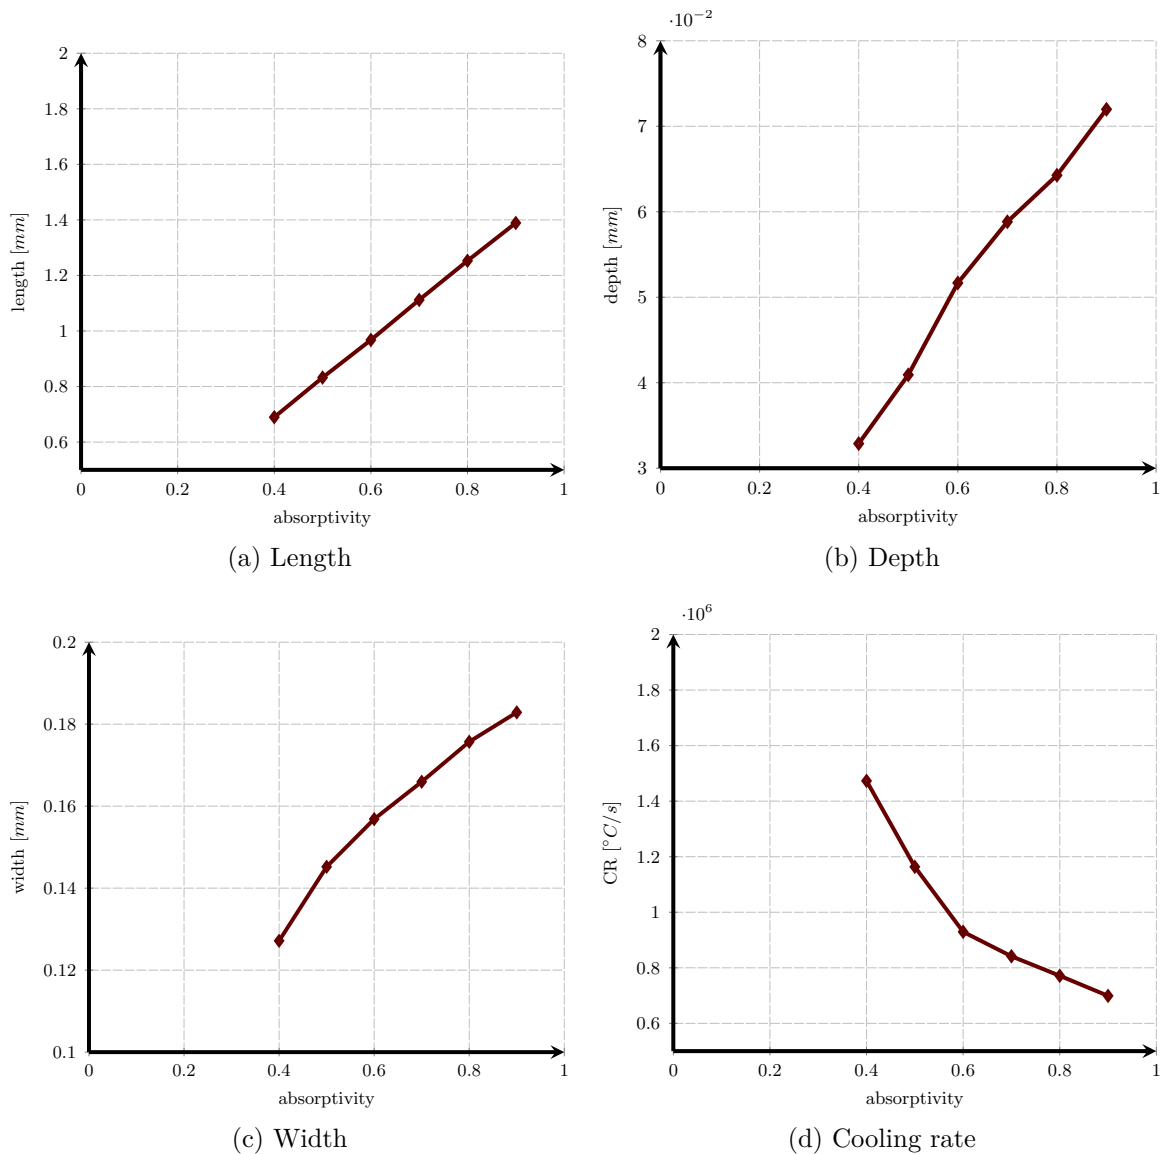 2
1.8
1.6
1.4
1.2
1
0.8
0.6
length [mm]
0 0.2 0.4 0.6 0.8 1
absorptivity
(a) Length
·10⁻²
8
7
6
5
4
3
depth [mm]
0 0.2 0.4 0.6 0.8 1
absorptivity
(b) Depth
0.2
0.18
0.16
0.14
0.12
0.1
width [mm]
0 0.2 0.4 0.6 0.8 1
absorptivity
(c) Width
·10⁶
2
1.8
1.6
1.4
1.2
1
0.8
0.6
CR [°C/s]
0 0.2 0.4 0.6 0.8 1
absorptivity
(d) Cooling rate